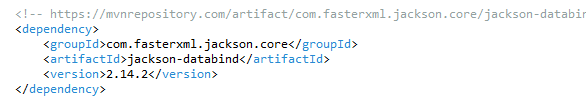 <!-- https://mvnrepository.com/artifact/com.fasterxml.jackson.core/jackson-databin
<dependency>
    <groupId>com.fasterxml.jackson.core</groupId>
    <artifactId>jackson-databind</artifactId>
    <version>2.14.2</version>
</dependency>